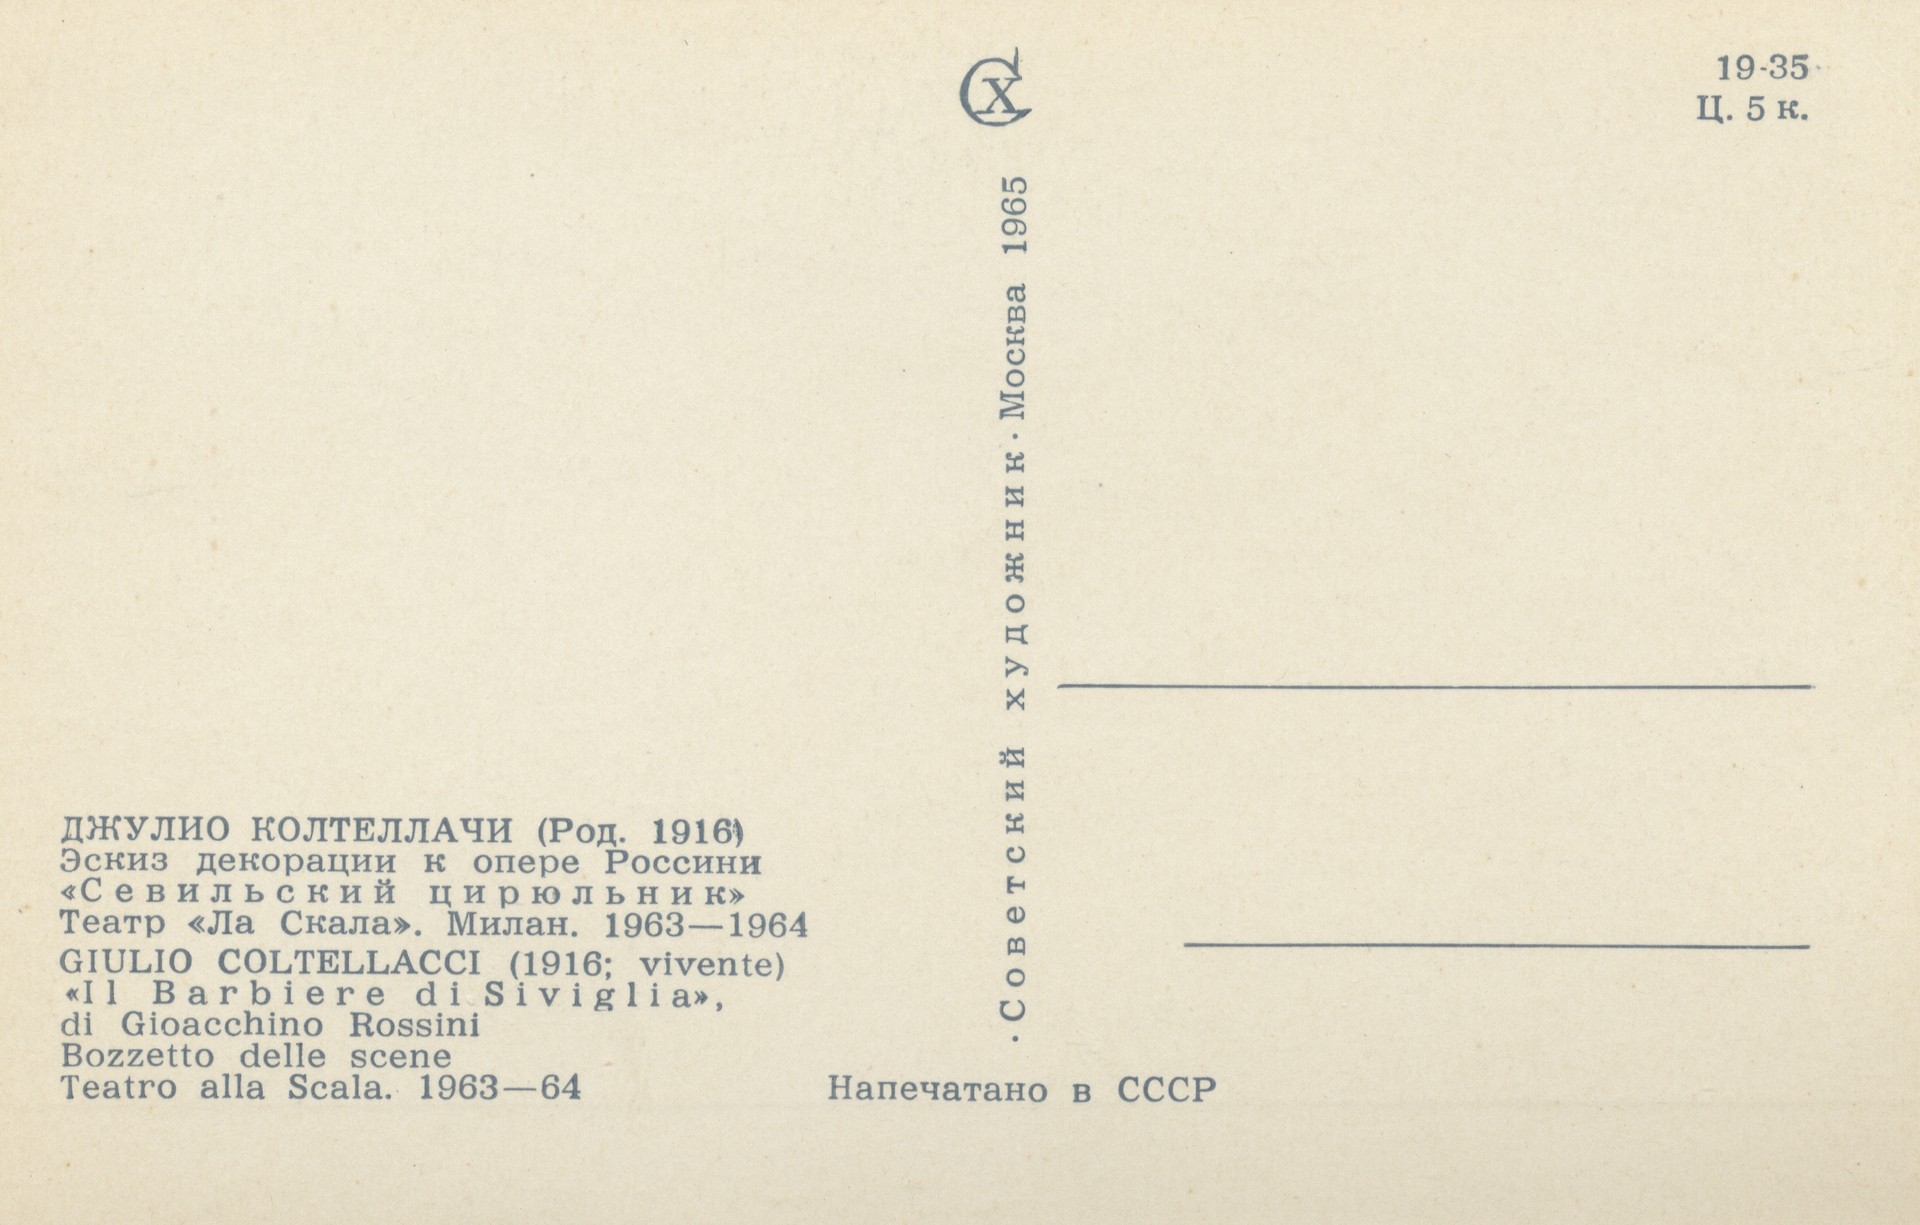 СХ
19-35
Ц. 5 к.
·Советский художник·Москва 1965
ДЖУЛИО КОЛТЕЛЛАЧИ (Род. 1916)
Эскиз декорации к опере Россини
«Севильский цирюльник»
Театр «Ла Скала». Милан. 1963—1964
GIULIO COLTELLACCI (1916; vivente)
«Il Barbiere di Siviglia»,
di Gioacchino Rossini
Bozzetto delle scene
Teatro alla Scala. 1963—64
Напечатано в СССР